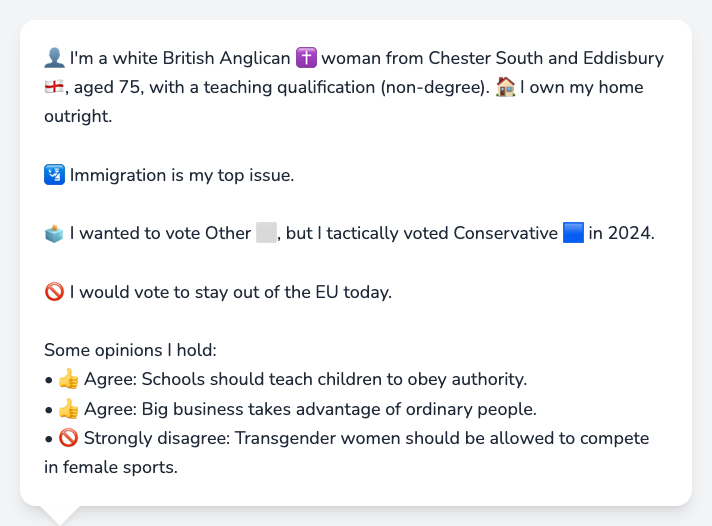 👤 I'm a white British Anglican ✝️ woman from Chester South and Eddisbury
🏴󠁧󠁢󠁥󠁮󠁧󠁿, aged 75, with a teaching qualification (non-degree). 🏠 I own my home
outright.
🛂 Immigration is my top issue.
🗳️ I wanted to vote Other ⬜, but I tactically voted Conservative 🟦 in 2024.
🚫 I would vote to stay out of the EU today.
Some opinions I hold:
• 👍 Agree: Schools should teach children to obey authority.
• 👍 Agree: Big business takes advantage of ordinary people.
• 🚫 Strongly disagree: Transgender women should be allowed to compete
in female sports.